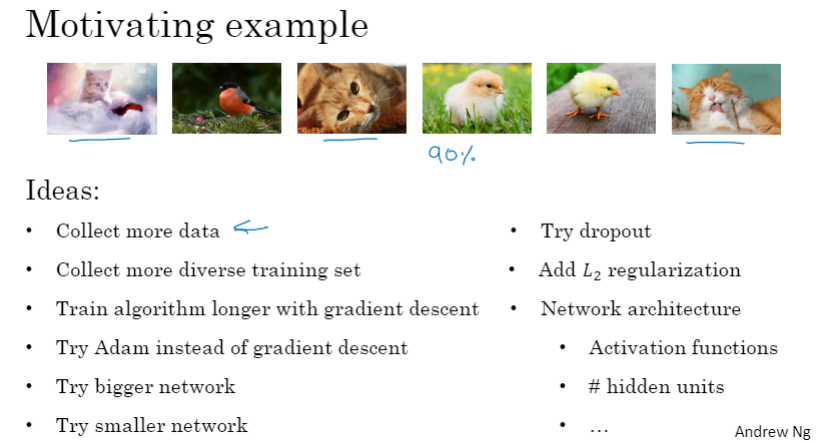 Motivating example
90%
Ideas:
• Collect more data
• Collect more diverse training set
• Train algorithm longer with gradient descent
• Try Adam instead of gradient descent
• Try bigger network
• Try smaller network
• Try dropout
• Add L₂ regularization
• Network architecture
• Activation functions
• # hidden units
• …
Andrew Ng